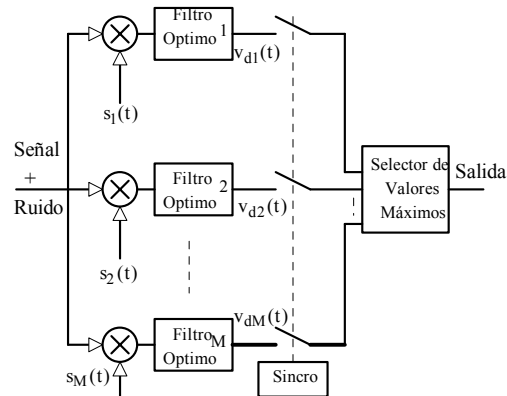 Filtro
Optimo 1
v_d1(t)
s_1(t)
Señal
+
Ruido
Filtro
Optimo 2
v_d2(t)
s_2(t)
Selector de
Valores
Máximos
Salida
Filtro
Optimo M
v_dM(t)
s_M(t)
Sincro